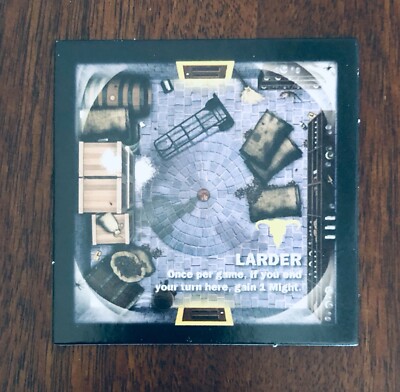 LARDER
Once per game, if you end
your turn here, gain 1 Might.